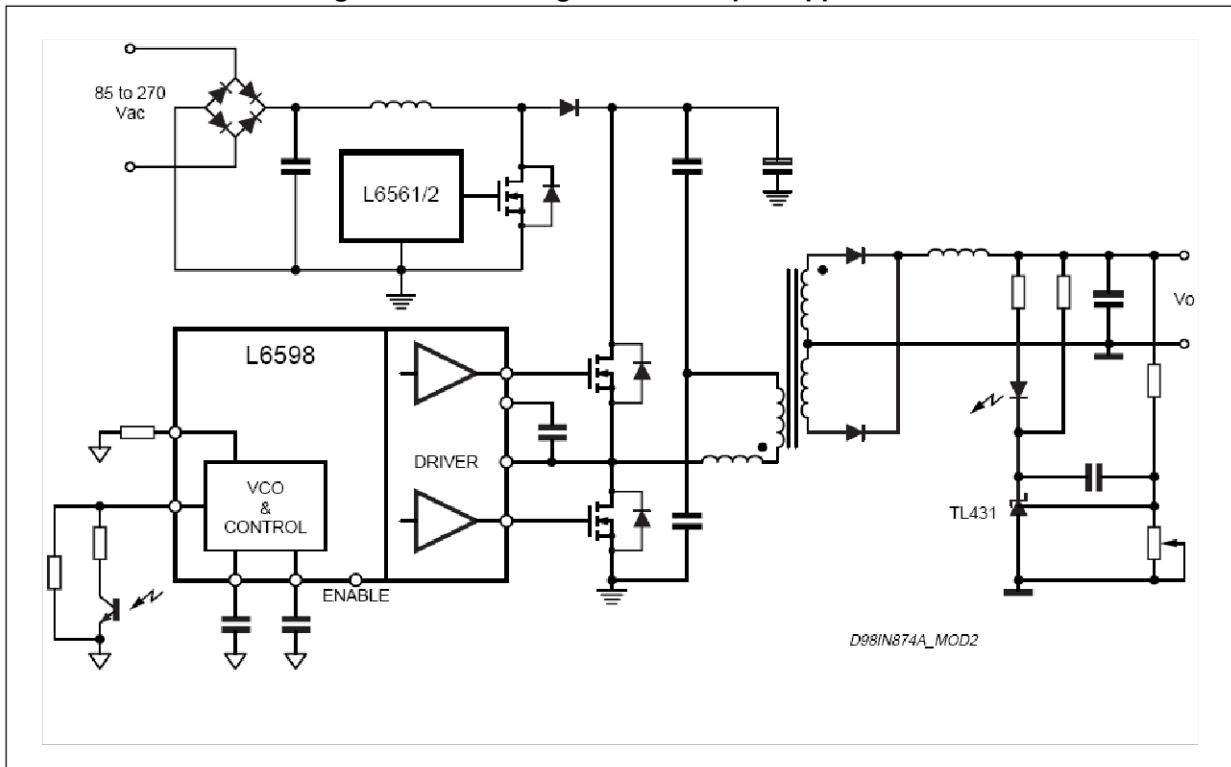 85 to 270
Vac
L6561/2
L6598
DRIVER
VCO
&
CONTROL
ENABLE
Vo
TL431
D98IN874A_MOD2